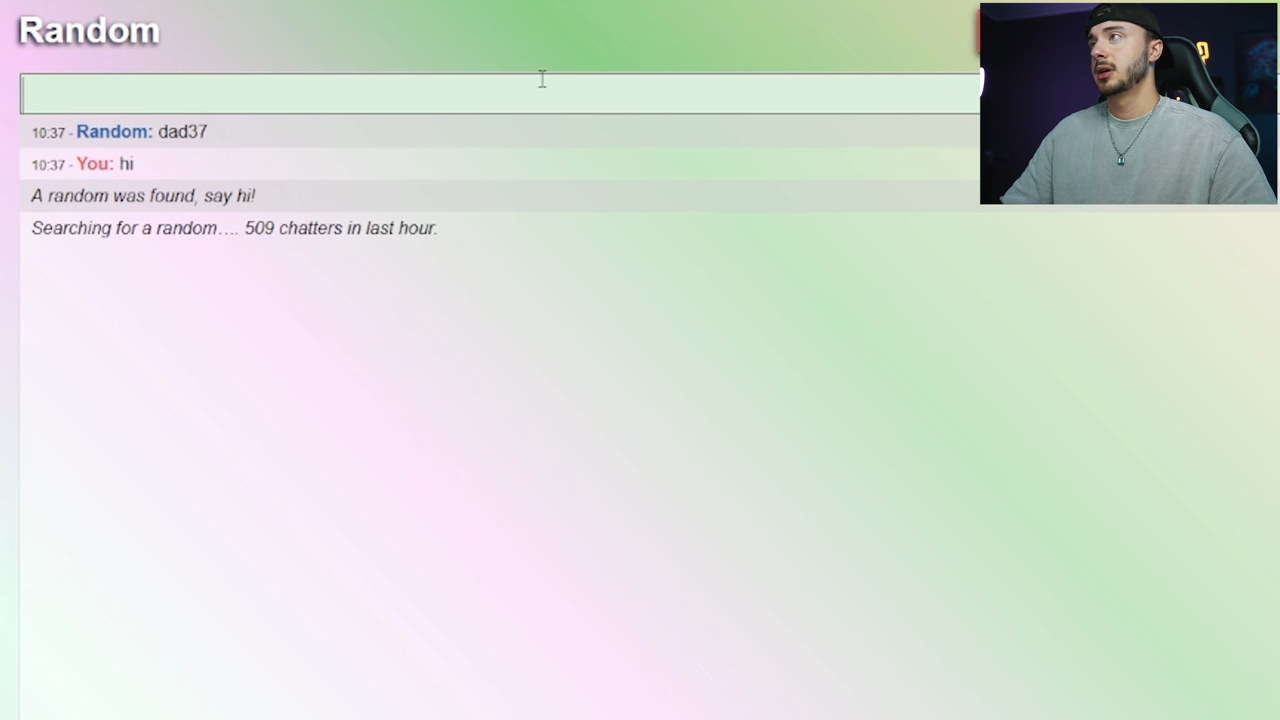 Random
10:37 - Random: dad37
10:37 - You: hi
A random was found, say hi!
Searching for a random.... 509 chatters in last hour.